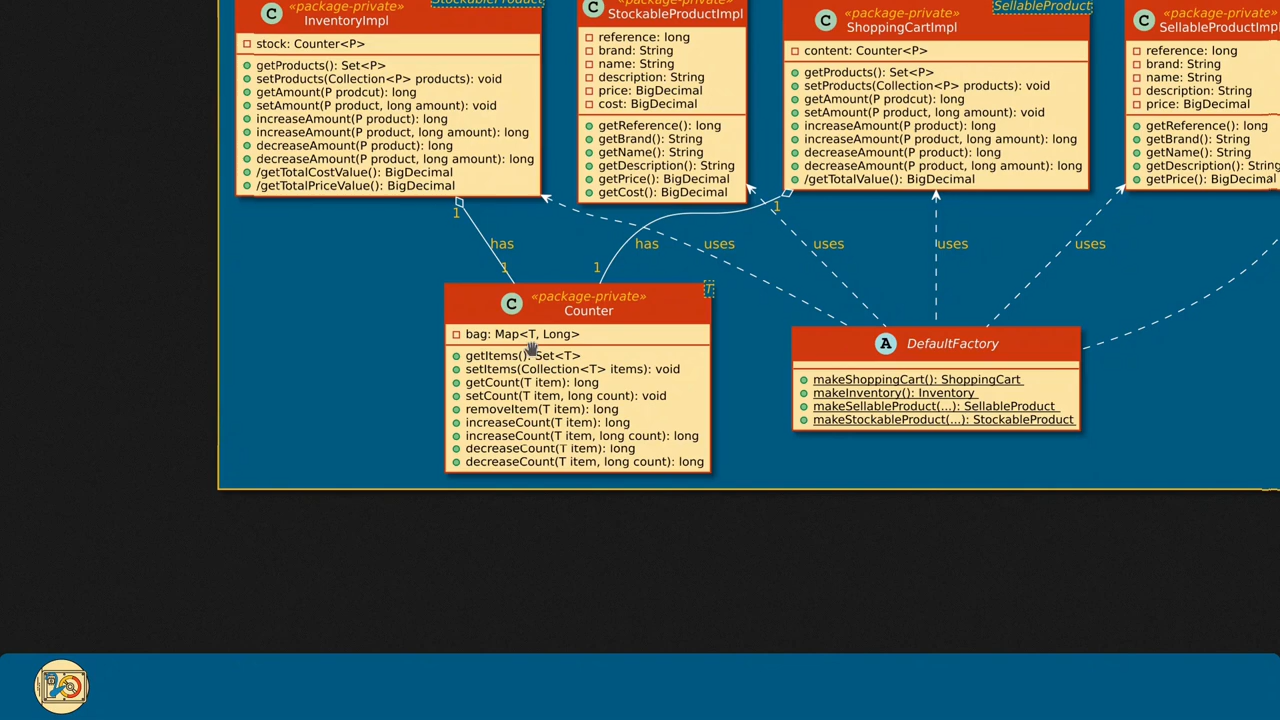 «package-private»
InventoryImpl
StockableProduct
stock: Counter<P>
getProducts(): Set<P>
setProducts(Collection<P> products): void
getAmount(P prodcut): long
setAmount(P prodcut, long amount): void
increaseAmount(P product): long
increaseAmount(P product, long amount): long
decreaseAmount(P product): long
decreaseAmount(P product, long amount): long
/getTotalCostValue(): BigDecimal
/getTotalPriceValue(): BigDecimal
«package-private»
StockableProductImpl
reference: long
brand: String
name: String
description: String
price: BigDecimal
cost: BigDecimal
getReference(): long
getBrand(): String
getName(): String
getDescription(): String
getPrice(): BigDecimal
getCost(): BigDecimal
«package-private»
ShoppingCartImpl
SellableProduct
content: Counter<P>
getProducts(): Set<P>
setProducts(Collection<P> products): void
getAmount(P prodcut): long
setAmount(P prodcut, long amount): void
increaseAmount(P product): long
increaseAmount(P product, long amount): long
decreaseAmount(P product): long
decreaseAmount(P product, long amount): long
/getTotalValue(): BigDecimal
«package-private»
SellableProductImpl
reference: long
brand: String
name: String
description: String
price: BigDecimal
getReference(): long
getBrand(): String
getName(): String
getDescription(): String
getPrice(): BigDecimal
1
1
has
has
uses
uses
uses
uses
1
1
«package-private»
Counter
T
bag: Map<T, Long>
getItems(): Set<T>
setItems(Collection<T> items): void
getCount(T item): long
setCount(T item, long count): void
removeItem(T item): long
increaseCount(T item): long
increaseCount(T item, long count): long
decreaseCount(T item): long
decreaseCount(T item, long count): long
DefaultFactory
makeShoppingCart(): ShoppingCart
makeInventory(): Inventory
makeSellableProduct(...): SellableProduct
makeStockableProduct(...): StockableProduct
C
C
C
C
C
A